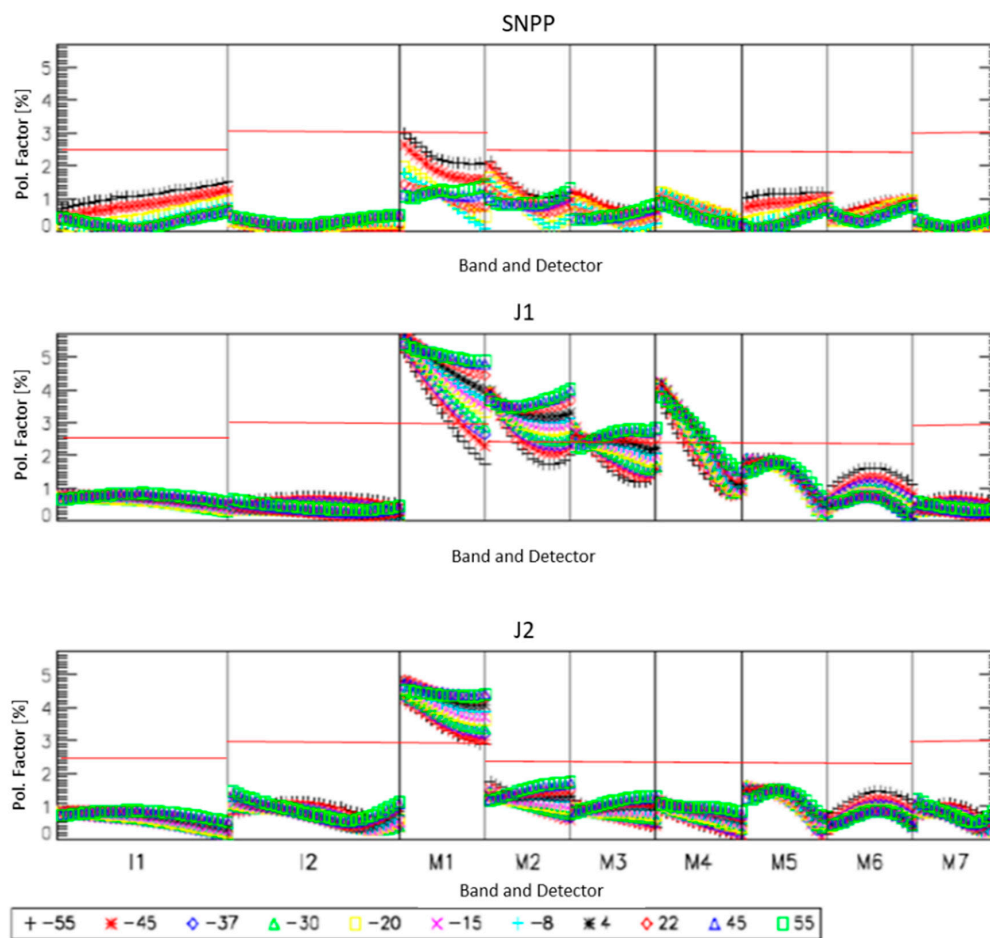 SNPP
Pol. Factor [%]
5
4
3
2
1
0
Band and Detector
J1
Pol. Factor [%]
5
4
3
2
1
0
Band and Detector
J2
Pol. Factor [%]
5
4
3
2
1
0
I1 I2 M1 M2 M3 M4 M5 M6 M7
Band and Detector
-55 -45 -37 -30 -20 -15 -8 4 22 45 55